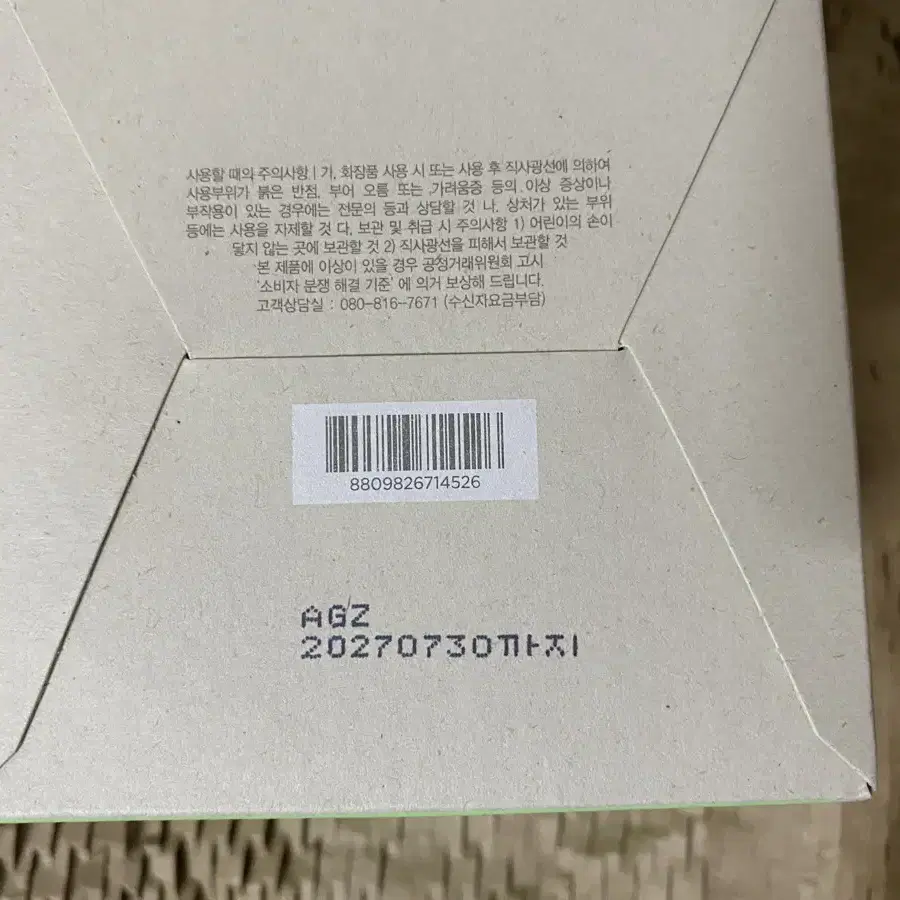 사용할 때의 주의사항 | 가. 화장품 사용 시 또는 사용 후 직사광선에 의하여
사용부위가 붉은 반점, 부어 오름 또는 가려움증 등의 이상 증상이나
부작용이 있는 경우에는 전문의 등과 상담할 것 나. 상처가 있는 부위
등에는 사용을 자제할 것 다. 보관 및 취급 시 주의사항 1) 어린이의 손이
닿지 않는 곳에 보관할 것 2) 직사광선을 피해서 보관할 것
본 제품에 이상이 있을 경우 공정거래위원회 고시
'소비자 분쟁 해결 기준' 에 의거 보상해 드립니다.
고객상담실 : 080-816-7671 (수신자요금부담)
8809826714526
AGZ
20270730까지